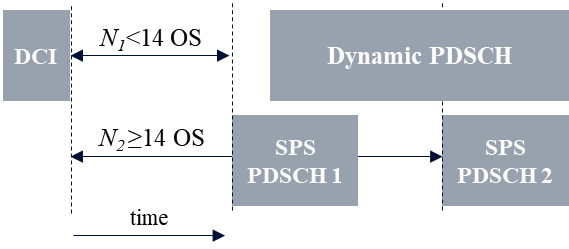 DCI
N1<14 OS
Dynamic PDSCH
N2≥14 OS
SPS
PDSCH 1
SPS
PDSCH 2
time